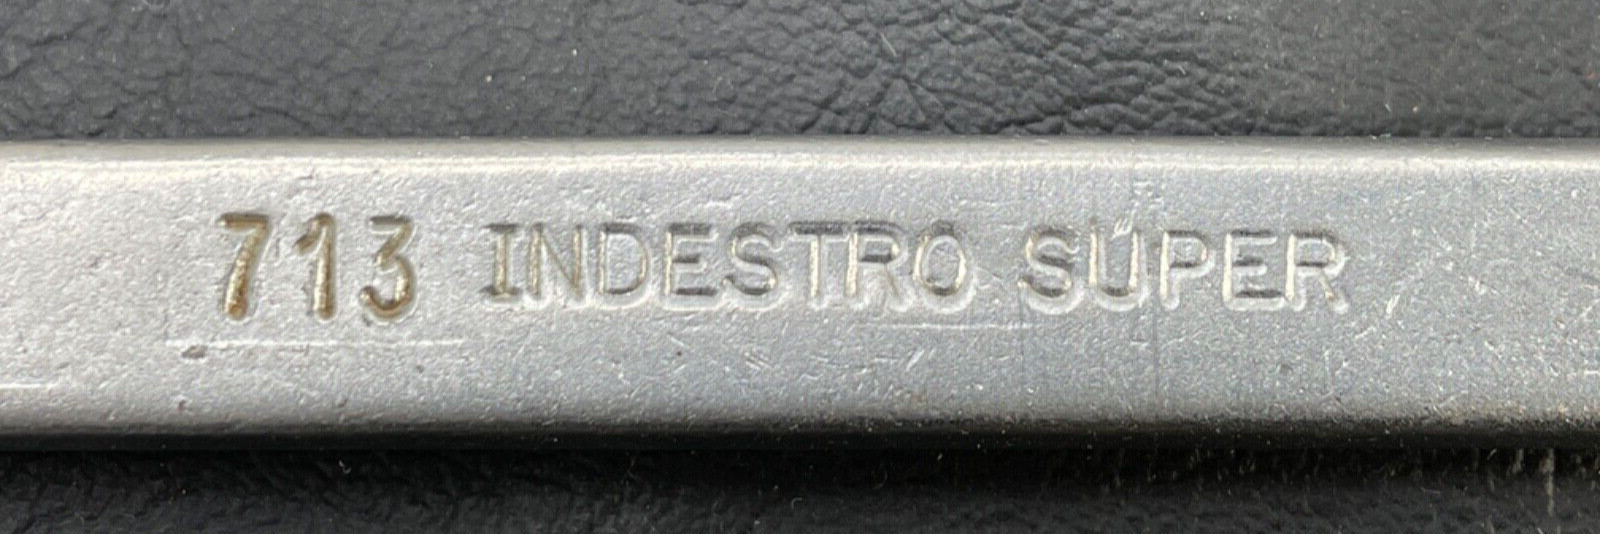 713 INDESTRO SUPER